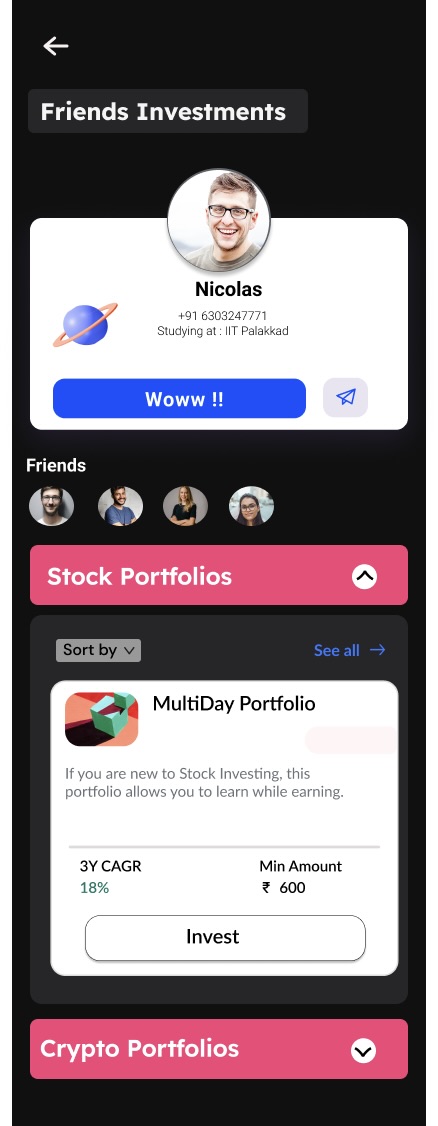 Friends Investments
Nicolas
+91 6303247771
Studying at : IIT Palakkad
Woww !!
Friends
Stock Portfolios
Sort by
See all
MultiDay Portfolio
If you are new to Stock Investing, this
portfolio allows you to learn while earning.
3Y CAGR
Min Amount
18%
₹ 600
Invest
Crypto Portfolios